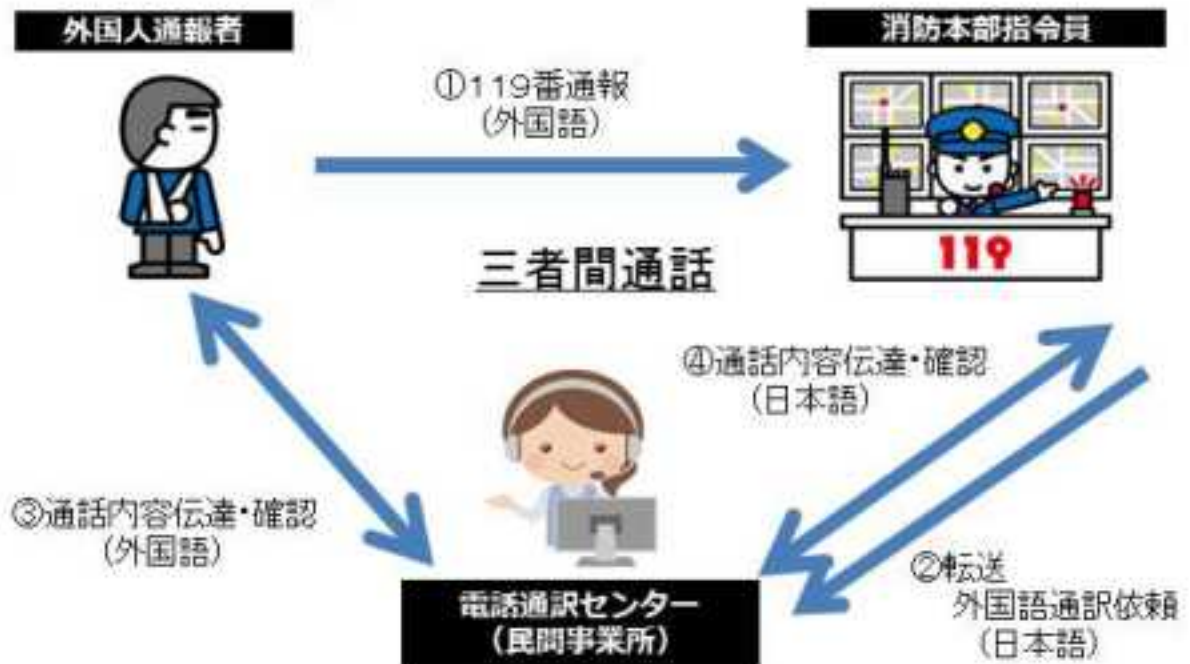 外国人通報者
消防本部指令員
①119番通報
(外国語)
119
三者間通話
④通話内容伝達・確認
(日本語)
③通話内容伝達・確認
(外国語)
②転送
外国語通訳依頼
(日本語)
電話通訳センター
(民間事業所)